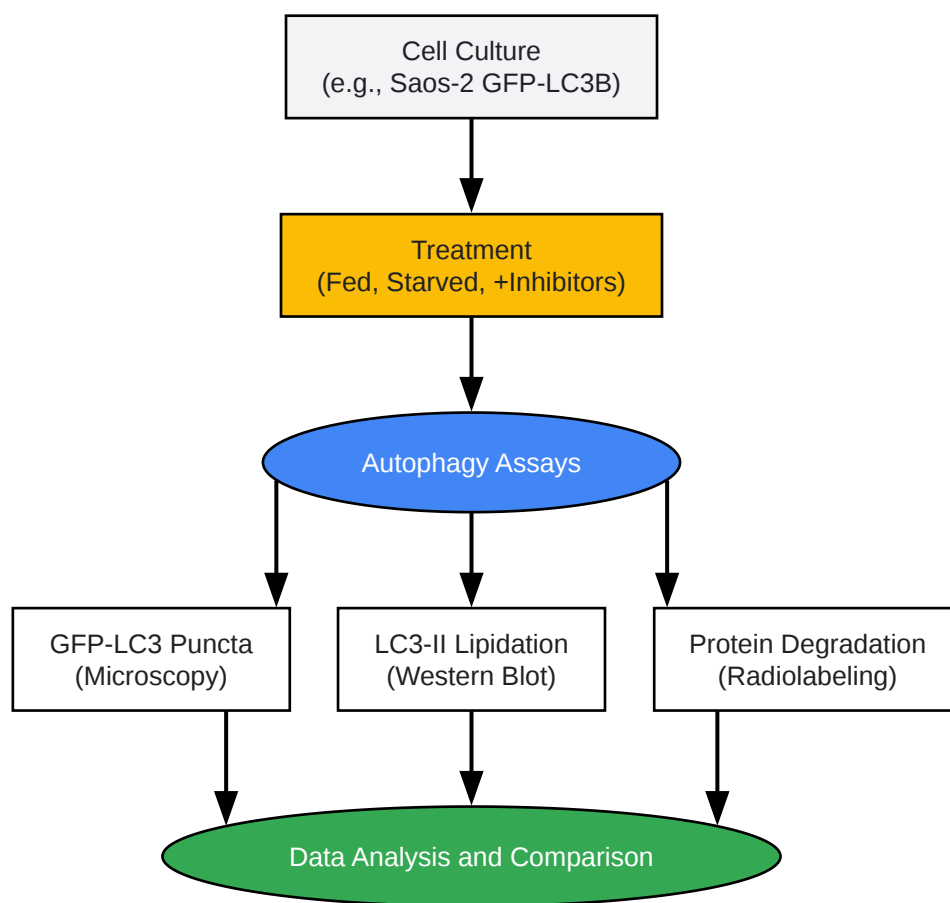 Cell Culture
(e.g., Saos-2 GFP-LC3B)
Treatment
(Fed, Starved, +Inhibitors)
Autophagy Assays
GFP-LC3 Puncta
(Microscopy)
LC3-II Lipidation
(Western Blot)
Protein Degradation
(Radiolabeling)
Data Analysis and Comparison